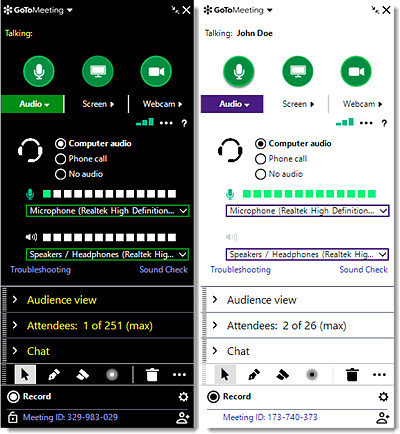 GoToMeeting
Talking:
Audio
Screen
Webcam
?
Computer audio
Phone call
No audio
Microphone (Realtek High Definition...
Speakers / Headphones (Realtek Hig...
Troubleshooting
Sound Check
Audience view
Attendees: 1 of 251 (max)
Chat
Record
Meeting ID: 329-983-029
GoToMeeting
Talking: John Doe
Audio
Screen
Webcam
?
Computer audio
Phone call
No audio
Microphone (Realtek High Definition...
Speakers / Headphones (Realtek Hig...
Troubleshooting
Sound Check
Audience view
Attendees: 2 of 26 (max)
Chat
Record
Meeting ID: 173-740-373